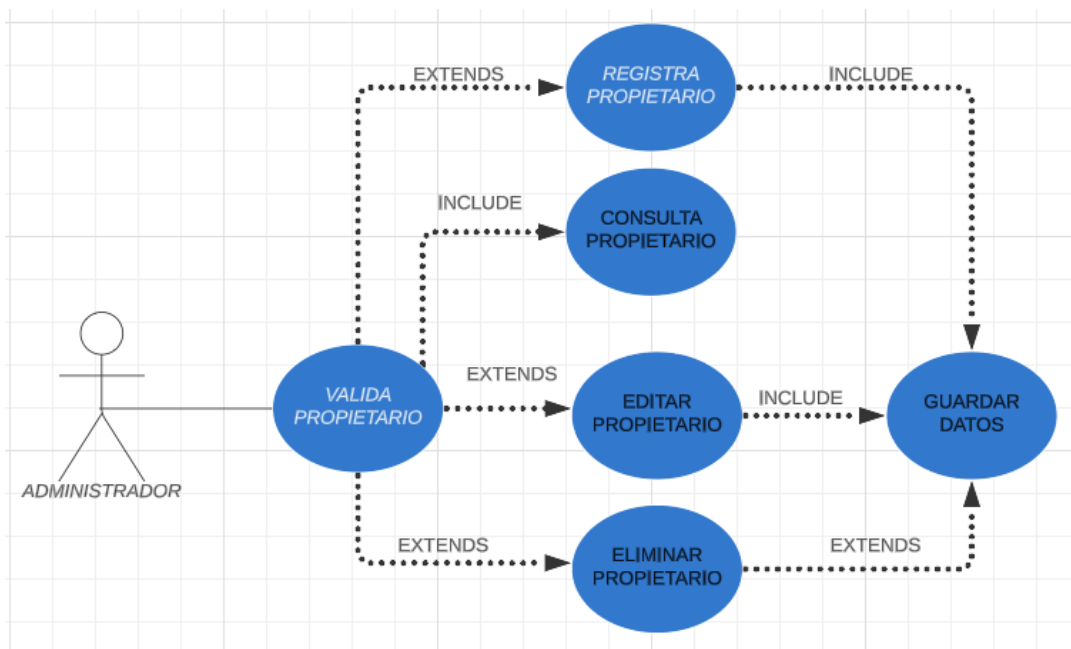 EXTENDS
REGISTRA
PROPIETARIO
INCLUDE
INCLUDE
CONSULTA
PROPIETARIO
VALIDA
PROPIETARIO
EXTENDS
EDITAR
PROPIETARIO
INCLUDE
GUARDAR
DATOS
ADMINISTRADOR
EXTENDS
ELIMINAR
PROPIETARIO
EXTENDS